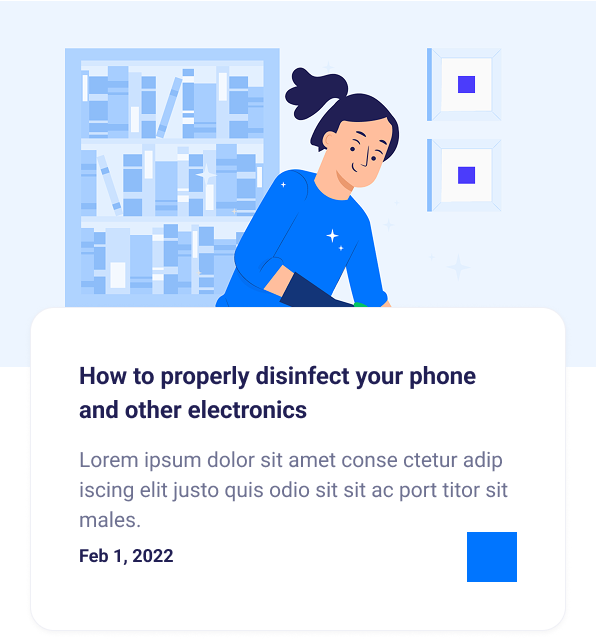 How to properly disinfect your phone
and other electronics
Lorem ipsum dolor sit amet conse ctetur adip
iscing elit justo quis odio sit sit ac port titor sit
males.
Feb 1, 2022